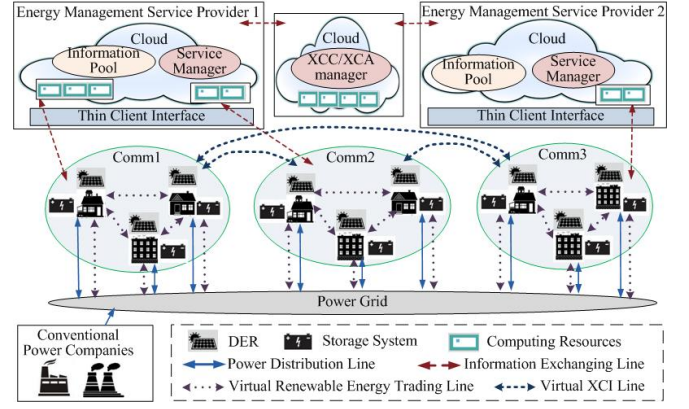 Energy Management Service Provider 1
Energy Management Service Provider 2
Cloud
Information
Pool
Service
Manager
Thin Client Interface
Cloud
XCC/XCA
manager
Cloud
Information
Pool
Service
Manager
Thin Client Interface
Comm1
Comm2
Comm3
Power Grid
Conventional
Power Companies
DER
Storage System
Computing Resources
Power Distribution Line
Information Exchanging Line
Virtual Renewable Energy Trading Line
Virtual XCI Line